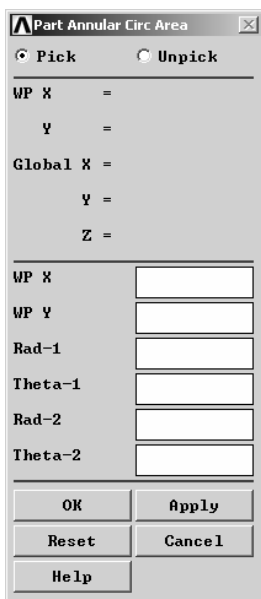 Part Annular Circ Area
Pick Unpick
WP X =
Y =
Global X =
Y =
Z =
WP X
WP Y
Rad-1
Theta-1
Rad-2
Theta-2
OK Apply
Reset Cancel
Help